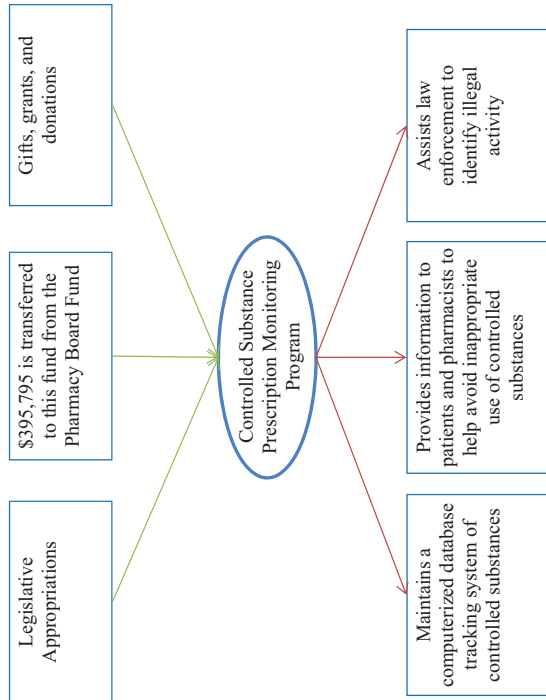 Legislative
Appropriations
$395,795 is transferred
to this fund from the
Pharmacy Board Fund
Gifts, grants, and
donations
Controlled Substance
Prescription Monitoring
Program
Maintains a
computerized database
tracking system of
controlled substances
Provides information to
patients and pharmacists to
help avoid inappropriate
use of controlled
substances
Assists law
enforcement to
identify illegal
activity